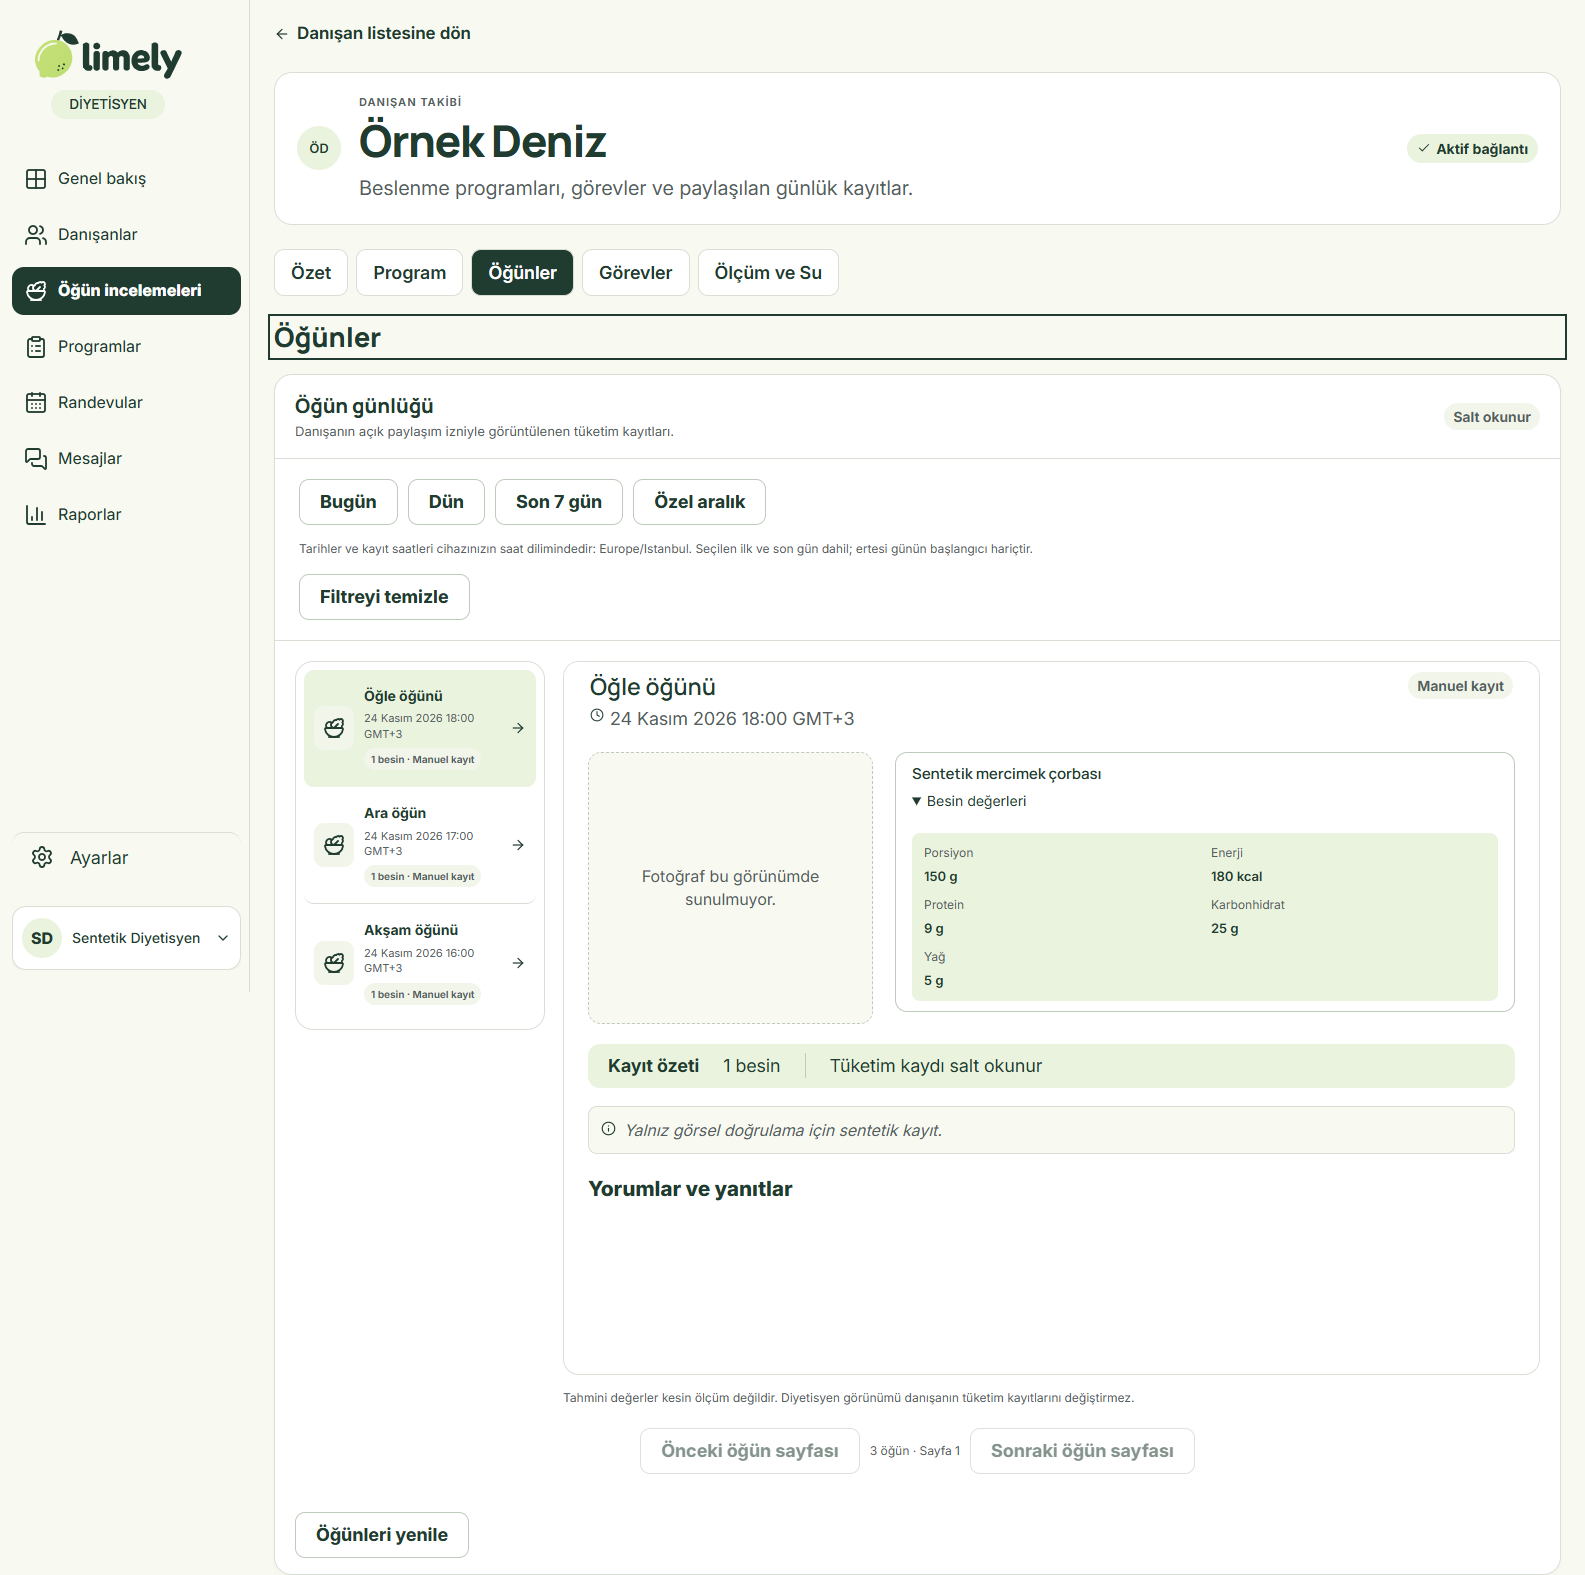 limely
DİYETİSYEN
Genel bakış
Danışanlar
Öğün incelemeleri
Programlar
Randevular
Mesajlar
Raporlar
Ayarlar
SD
Sentetik Diyetisyen
Danışan listesine dön
ÖD
DANIŞAN TAKİBİ
Örnek Deniz
Beslenme programları, görevler ve paylaşılan günlük kayıtlar.
Aktif bağlantı
Özet
Program
Öğünler
Görevler
Ölçüm ve Su
Öğünler
Öğün günlüğü
Danışanın açık paylaşım izniyle görüntülenen tüketim kayıtları.
Salt okunur
Bugün
Dün
Son 7 gün
Özel aralık
Tarihler ve kayıt saatleri cihazınızın saat dilimindedir: Europe/Istanbul. Seçilen ilk ve son gün dahil; ertesi günün başlangıcı hariçtir.
Filtreyi temizle
Öğle öğünü
24 Kasım 2026 18:00
GMT+3
1 besin · Manuel kayıt
Ara öğün
24 Kasım 2026 17:00
GMT+3
1 besin · Manuel kayıt
Akşam öğünü
24 Kasım 2026 16:00
GMT+3
1 besin · Manuel kayıt
Öğle öğünü
24 Kasım 2026 18:00 GMT+3
Manuel kayıt
Fotoğraf bu görünümde
sunulmuyor.
Sentetik mercimek çorbası
Besin değerleri
Porsiyon
150 g
Enerji
180 kcal
Protein
9 g
Karbonhidrat
25 g
Yağ
5 g
Kayıt özeti
1 besin
Tüketim kaydı salt okunur
Yalnız görsel doğrulama için sentetik kayıt.
Yorumlar ve yanıtlar
Tahmini değerler kesin ölçüm değildir. Diyetisyen görünümü danışanın tüketim kayıtlarını değiştirmez.
Önceki öğün sayfası
3 öğün · Sayfa 1
Sonraki öğün sayfası
Öğünleri yenile